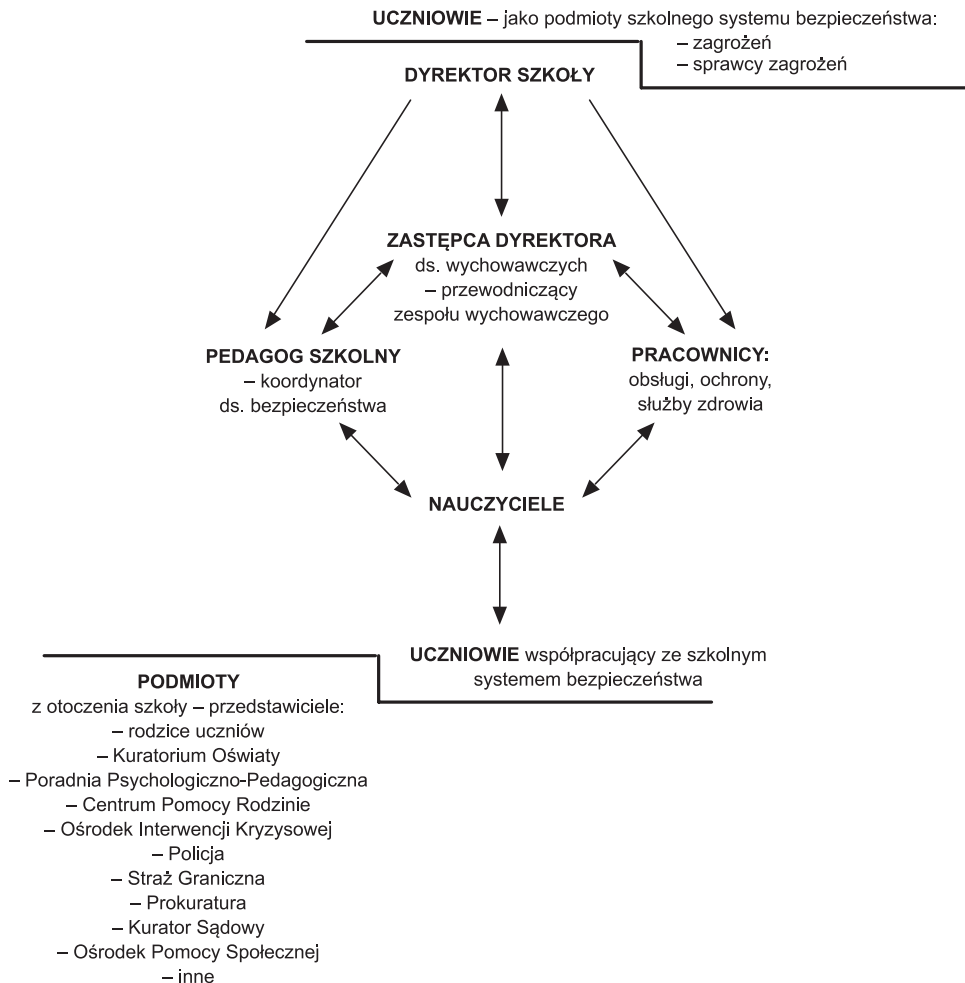 UCZNIOWIE – jako podmioty szkolnego systemu bezpieczeństwa:
– zagrożeń
– sprawcy zagrożeń
DYREKTOR SZKOŁY
ZASTĘPCA DYREKTORA
ds. wychowawczych
– przewodniczący
zespołu wychowawczego
PEDAGOG SZKOLNY
– koordynator
ds. bezpieczeństwa
PRACOWNICY:
obsługi, ochrony,
służby zdrowia
NAUCZYCIELE
UCZNIOWIE współpracujący ze szkolnym
systemem bezpieczeństwa
PODMIOTY
z otoczenia szkoły – przedstawiciele:
– rodzice uczniów
– Kuratorium Oświaty
– Poradnia Psychologiczno-Pedagogiczna
– Centrum Pomocy Rodzinie
– Ośrodek Interwencji Kryzysowej
– Policja
– Straż Graniczna
– Prokuratura
– Kurator Sądowy
– Ośrodek Pomocy Społecznej
– inne